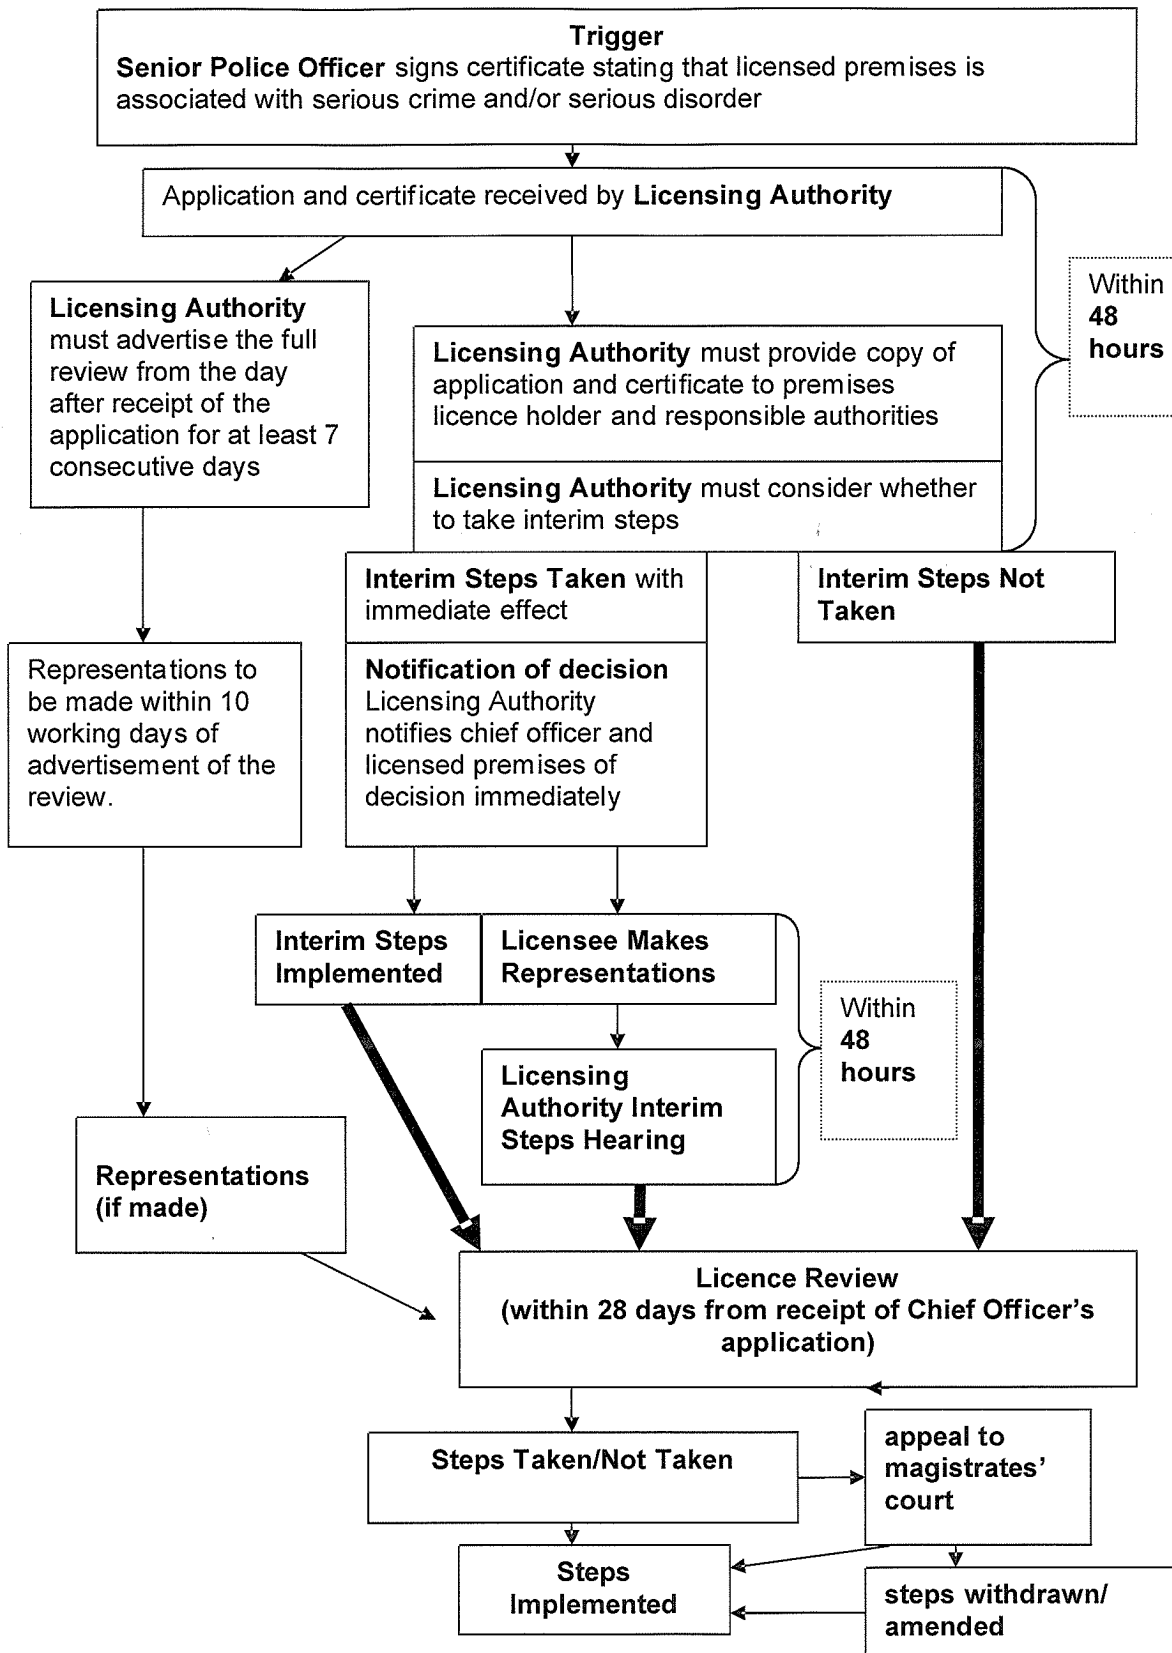 Trigger
Senior Police Officer signs certificate stating that licensed premises is
associated with serious crime and/or serious disorder
Application and certificate received by Licensing Authority
Within
48
hours
Licensing Authority
must advertise the full
review from the day
after receipt of the
application for at least 7
consecutive days
Licensing Authority must provide copy of
application and certificate to premises
licence holder and responsible authorities
Licensing Authority must consider whether
to take interim steps
Interim Steps Taken with
immediate effect
Interim Steps Not
Taken
Representations to
be made within 10
working days of
advertisement of the
review.
Notification of decision
Licensing Authority
notifies chief officer and
licensed premises of
decision immediately
Interim Steps
Implemented
Licensee Makes
Representations
Within
48
hours
Licensing
Authority Interim
Steps Hearing
Representations
(if made)
Licence Review
(within 28 days from receipt of Chief Officer's
application)
Steps Taken/Not Taken
appeal to
magistrates'
court
Steps
Implemented
steps withdrawn/
amended